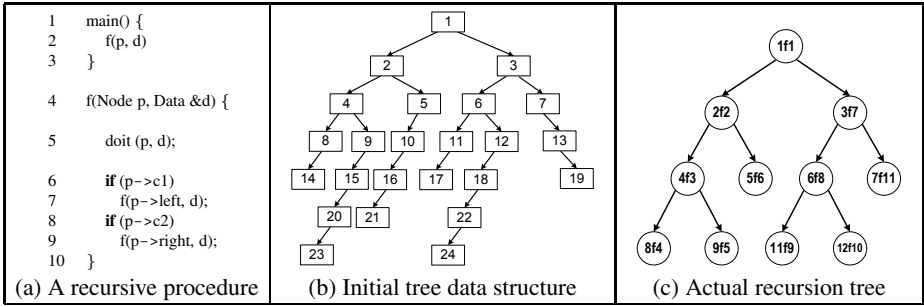 1 main() {
2 f(p, d)
3 }
4 f(Node p, Data &d) {
5 doit (p, d);
6 if (p->c1)
7 f(p->left, d);
8 if (p->c2)
9 f(p->right, d);
10 }
(a) A recursive procedure
1
2 3
4 5 6 7
8 9 10 11 12 13
14 15 16 17 18 19
20 21 22
23 24
(b) Initial tree data structure
1f1
2f2 3f7
4f3 5f6 6f8 7f11
8f4 9f5 11f9 12f10
(c) Actual recursion tree